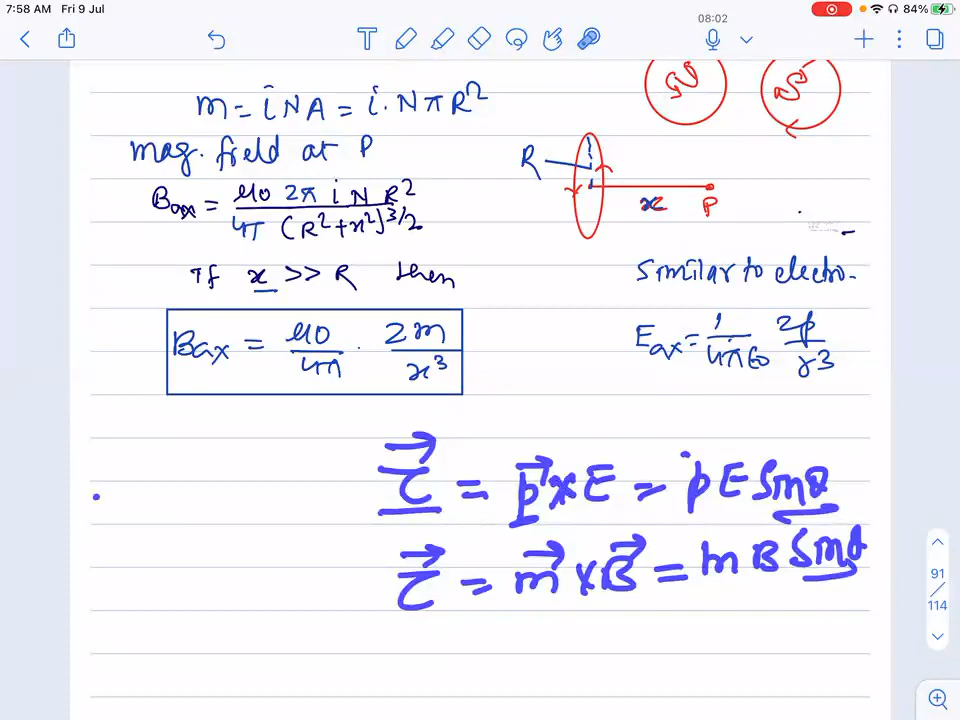 7:58 AM Fri 9 Jul
84%
08:02
T
m = i N A = i. N π R²
mag. field at P
R
x
P
Bax = μ0/4π 2π i N R²/(R²+x²)^3/2
If x >> R then
Similar to electro.
Bax = μ0/4π . 2m/x³
Eax = 1/4πε0 2p/r3
τ⃗ = p⃗ x E = pE Sinθ
τ⃗ = m⃗ x B⃗ = m B Sinθ
91
/
114